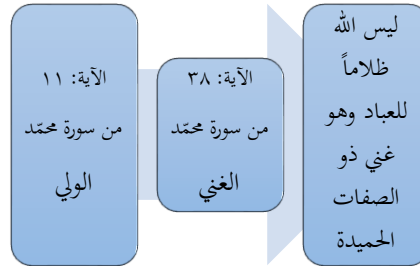 ليس الله
ظلاماً
للعباد وهو
غني ذو
الصفات
الحميدة
الآية: ٣٨
من سورة محمّد
الغني
الآية: ١١
من سورة محمّد
الولي